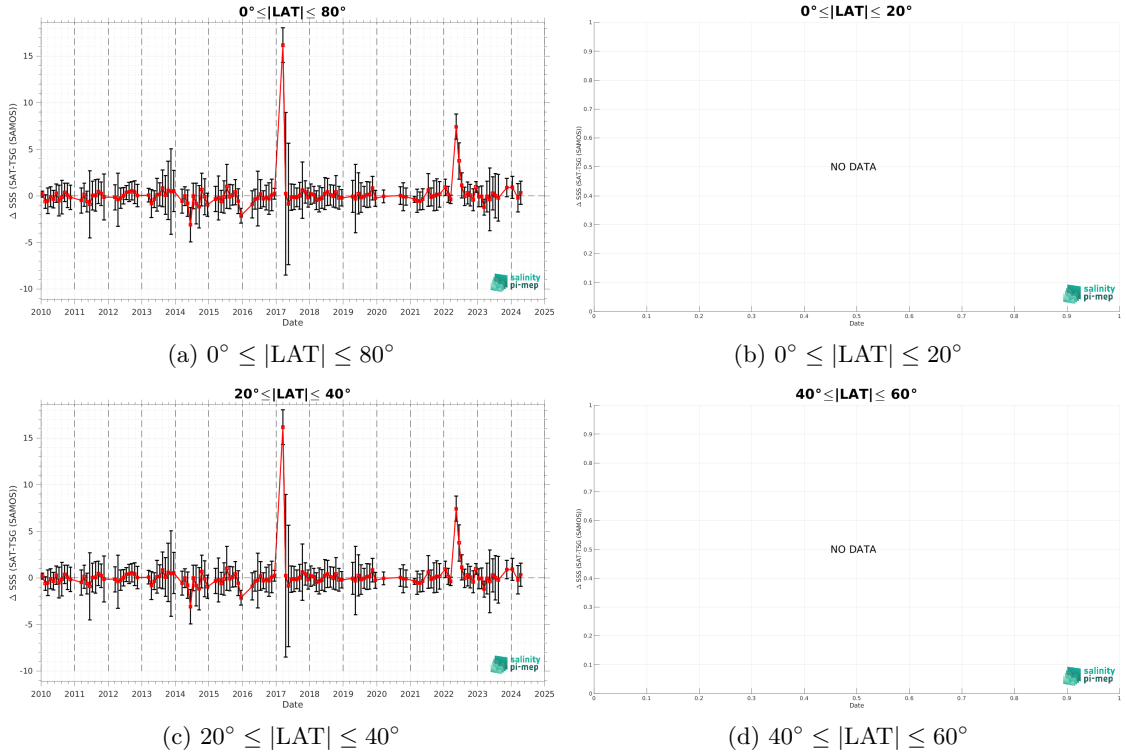 0°≤|LAT|≤ 80°
Δ SSS (SAT-TSG (SAMOS))
15
10
5
0
-5
-10
2010 2011 2012 2013 2014 2015 2016 2017 2018 2019 2020 2021 2022 2023 2024 2025
Date
salinity
pi-mep
(a) 0° ≤ |LAT| ≤ 80°
0°≤|LAT|≤ 20°
Δ SSS (SAT-TSG (SAMOS))
1
0.9
0.8
0.7
0.6
0.5
0.4
0.3
0.2
0.1
0
NO DATA
0 0.1 0.2 0.3 0.4 0.5 0.6 0.7 0.8 0.9 1
Date
salinity
pi-mep
(b) 0° ≤ |LAT| ≤ 20°
20°≤|LAT|≤ 40°
Δ SSS (SAT-TSG (SAMOS))
15
10
5
0
-5
-10
2010 2011 2012 2013 2014 2015 2016 2017 2018 2019 2020 2021 2022 2023 2024 2025
Date
salinity
pi-mep
(c) 20° ≤ |LAT| ≤ 40°
40°≤|LAT|≤ 60°
Δ SSS (SAT-TSG (SAMOS))
1
0.9
0.8
0.7
0.6
0.5
0.4
0.3
0.2
0.1
0
NO DATA
0 0.1 0.2 0.3 0.4 0.5 0.6 0.7 0.8 0.9 1
Date
salinity
pi-mep
(d) 40° ≤ |LAT| ≤ 60°